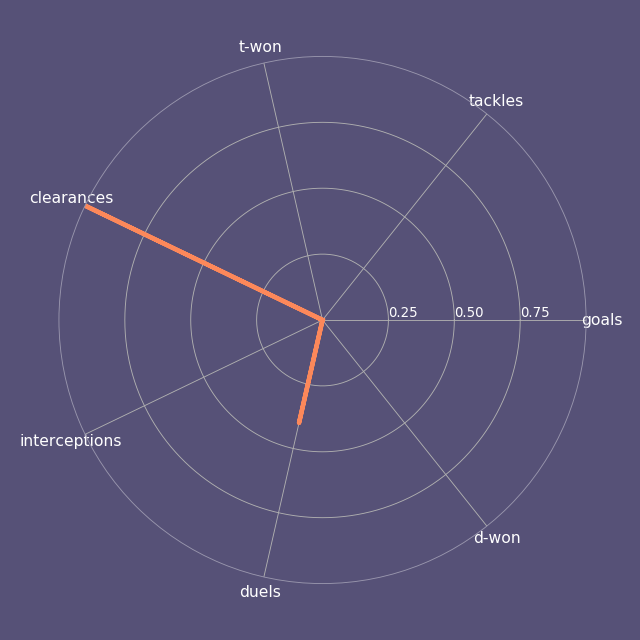 t-won
tackles
clearances
0.25 0.50 0.75
goals
interceptions
d-won
duels